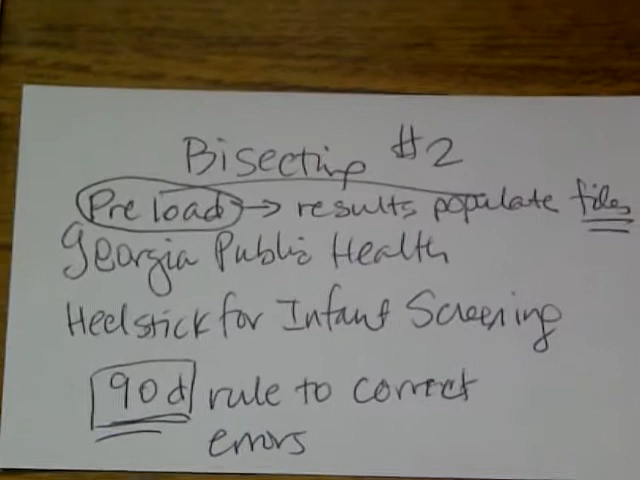 Bisecting #2
Preload → results populate files
Georgia Public Health
Heelstick for Infant Screening
90d rule to correct
errors